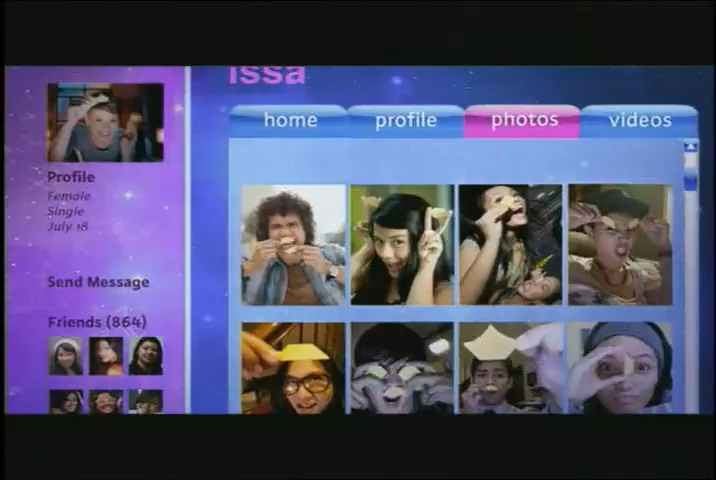 issa
home profile photos videos
Profile
Female
Single
July 18
Send Message
Friends (864)